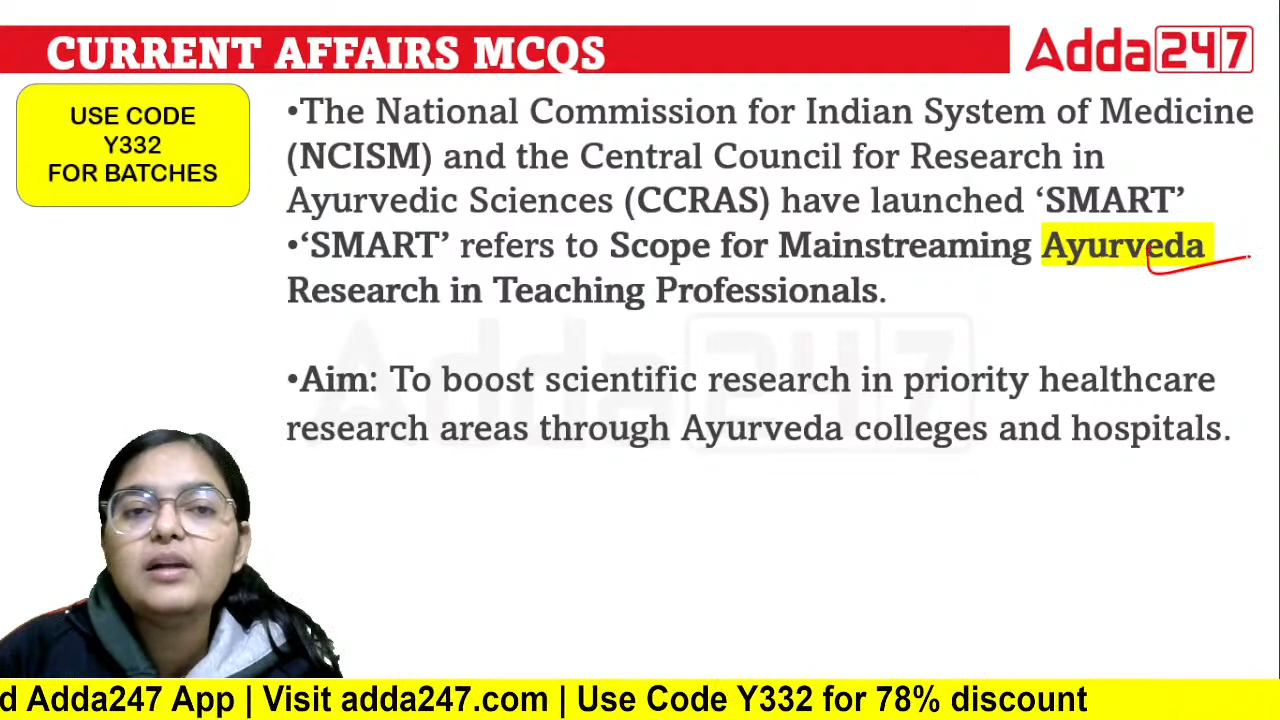 CURRENT AFFAIRS MCQS
Adda247
USE CODE
Y332
FOR BATCHES
•The National Commission for Indian System of Medicine
(NCISM) and the Central Council for Research in
Ayurvedic Sciences (CCRAS) have launched ‘SMART’
•‘SMART’ refers to Scope for Mainstreaming Ayurveda
Research in Teaching Professionals.
Adda247
•Aim: To boost scientific research in priority healthcare
research areas through Ayurveda colleges and hospitals.
d Adda247 App | Visit adda247.com | Use Code Y332 for 78% discount